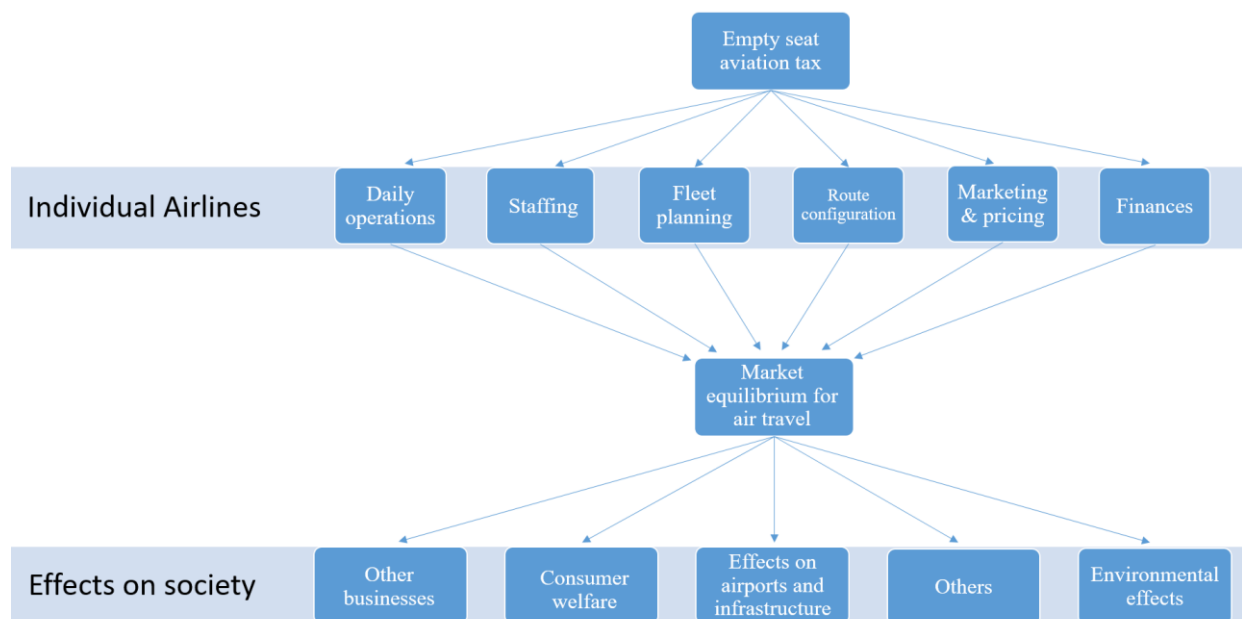 Empty seat
aviation tax
Individual Airlines
Daily
operations
Staffing
Fleet
planning
Route
configuration
Marketing
& pricing
Finances
Market
equilibrium for
air travel
Effects on society
Other
businesses
Consumer
welfare
Effects on
airports and
infrastructure
Others
Environmental
effects